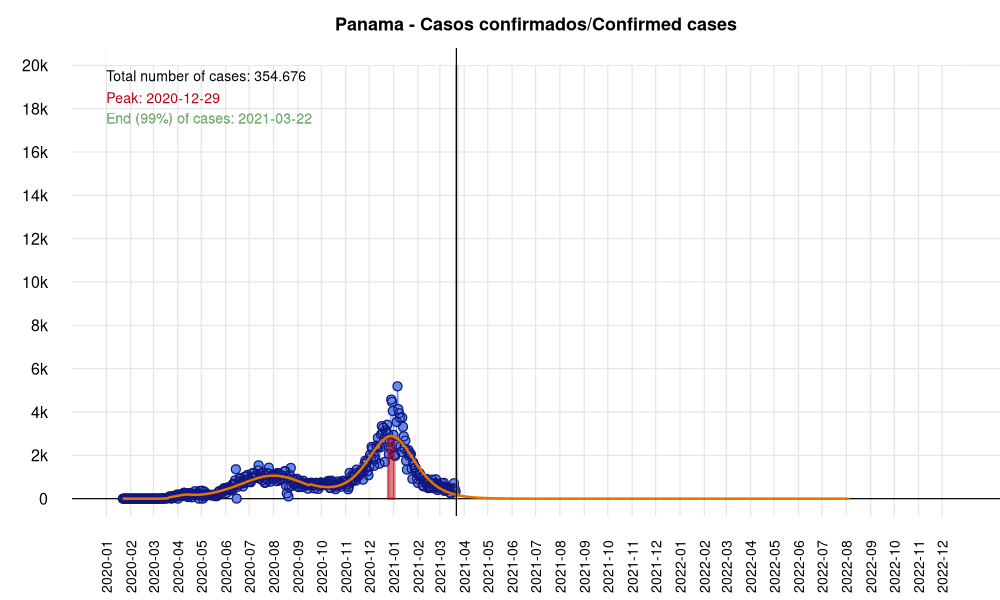 Panama - Casos confirmados/Confirmed cases
20k
Total number of cases: 354.676
Peak: 2020-12-29
18k
End (99%) of cases: 2021-03-22
16k
14k
12k
10k
8k
6k
4k
2k
0
2020-01
2020-02
2020-03
2020-04
2020-05
2020-06
2020-07
2020-08
2020-09
2020-10
2020-11
2020-12
2021-01
2021-02
2021-03
2021-04
2021-05
2021-06
2021-07
2021-08
2021-09
2021-10
2021-11
2021-12
2022-01
2022-02
2022-03
2022-04
2022-05
2022-06
2022-07
2022-08
2022-09
2022-10
2022-11
2022-12